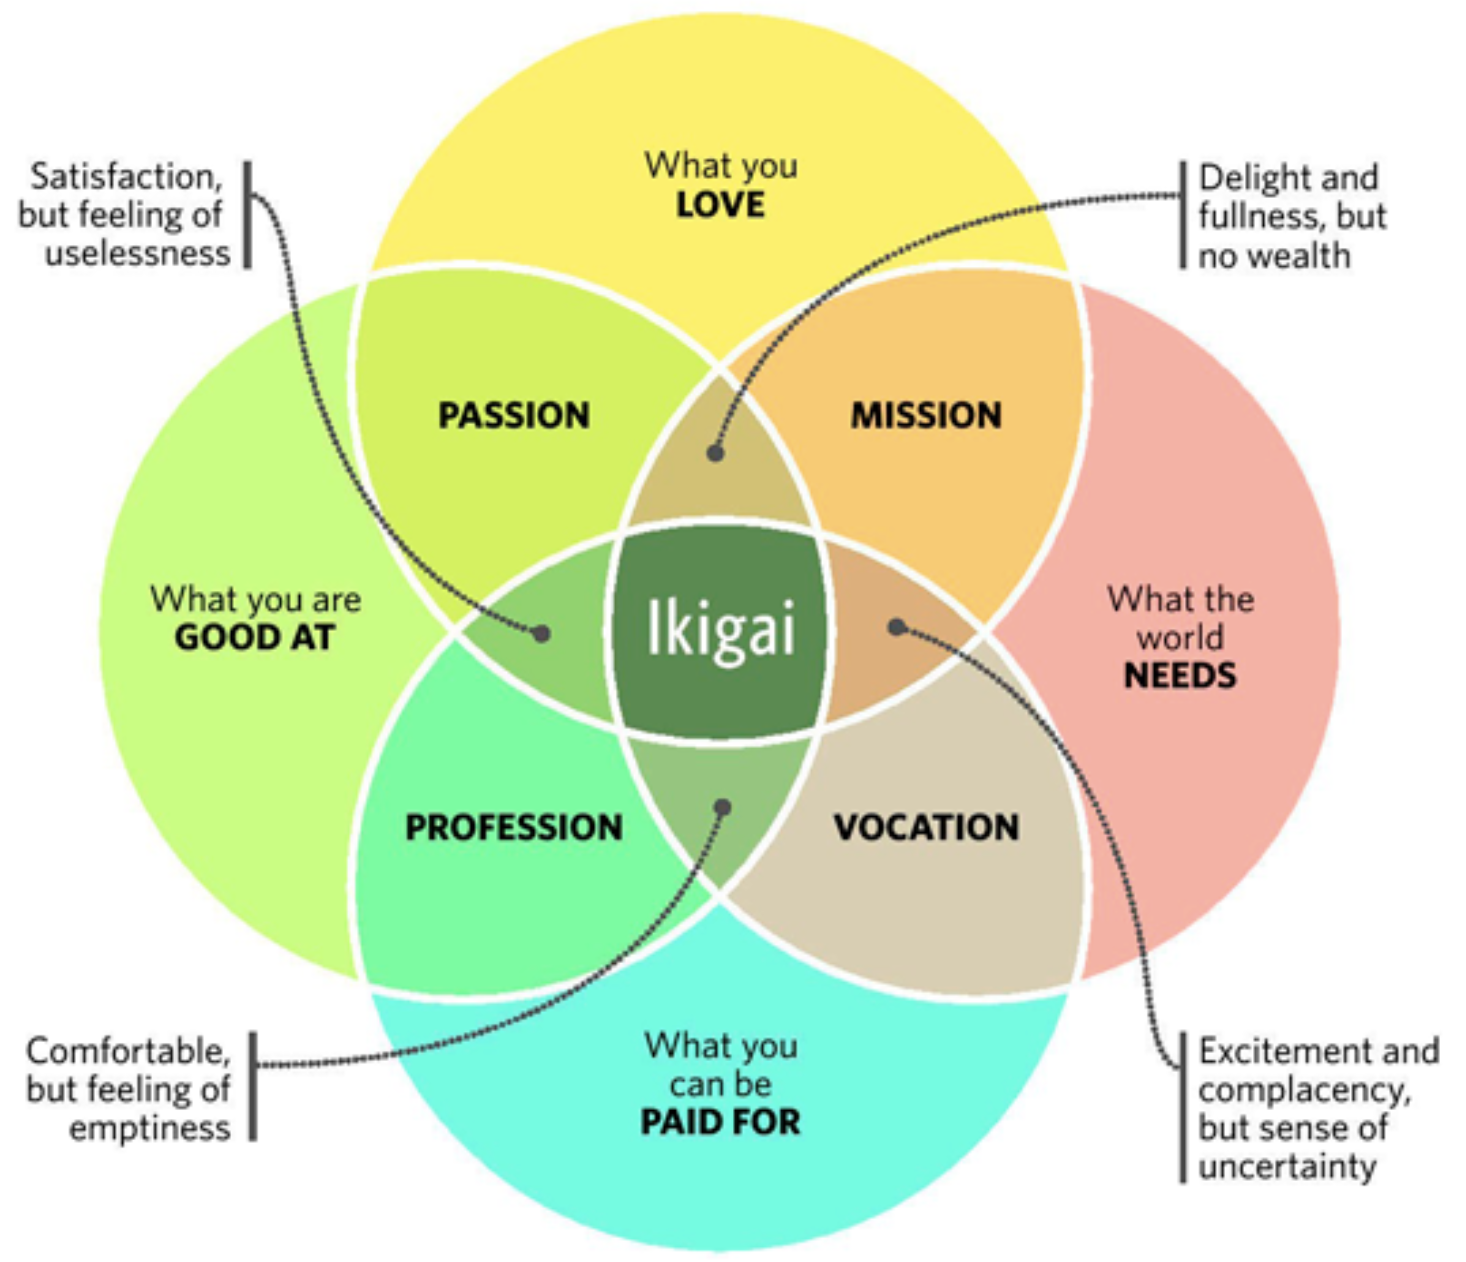 What you
LOVE
Satisfaction,
but feeling of
uselessness
Delight and
fullness, but
no wealth
PASSION
MISSION
What you are
GOOD AT
Ikigai
What the
world
NEEDS
PROFESSION
VOCATION
What you
can be
PAID FOR
Comfortable,
but feeling of
emptiness
Excitement and
complacency,
but sense of
uncertainty